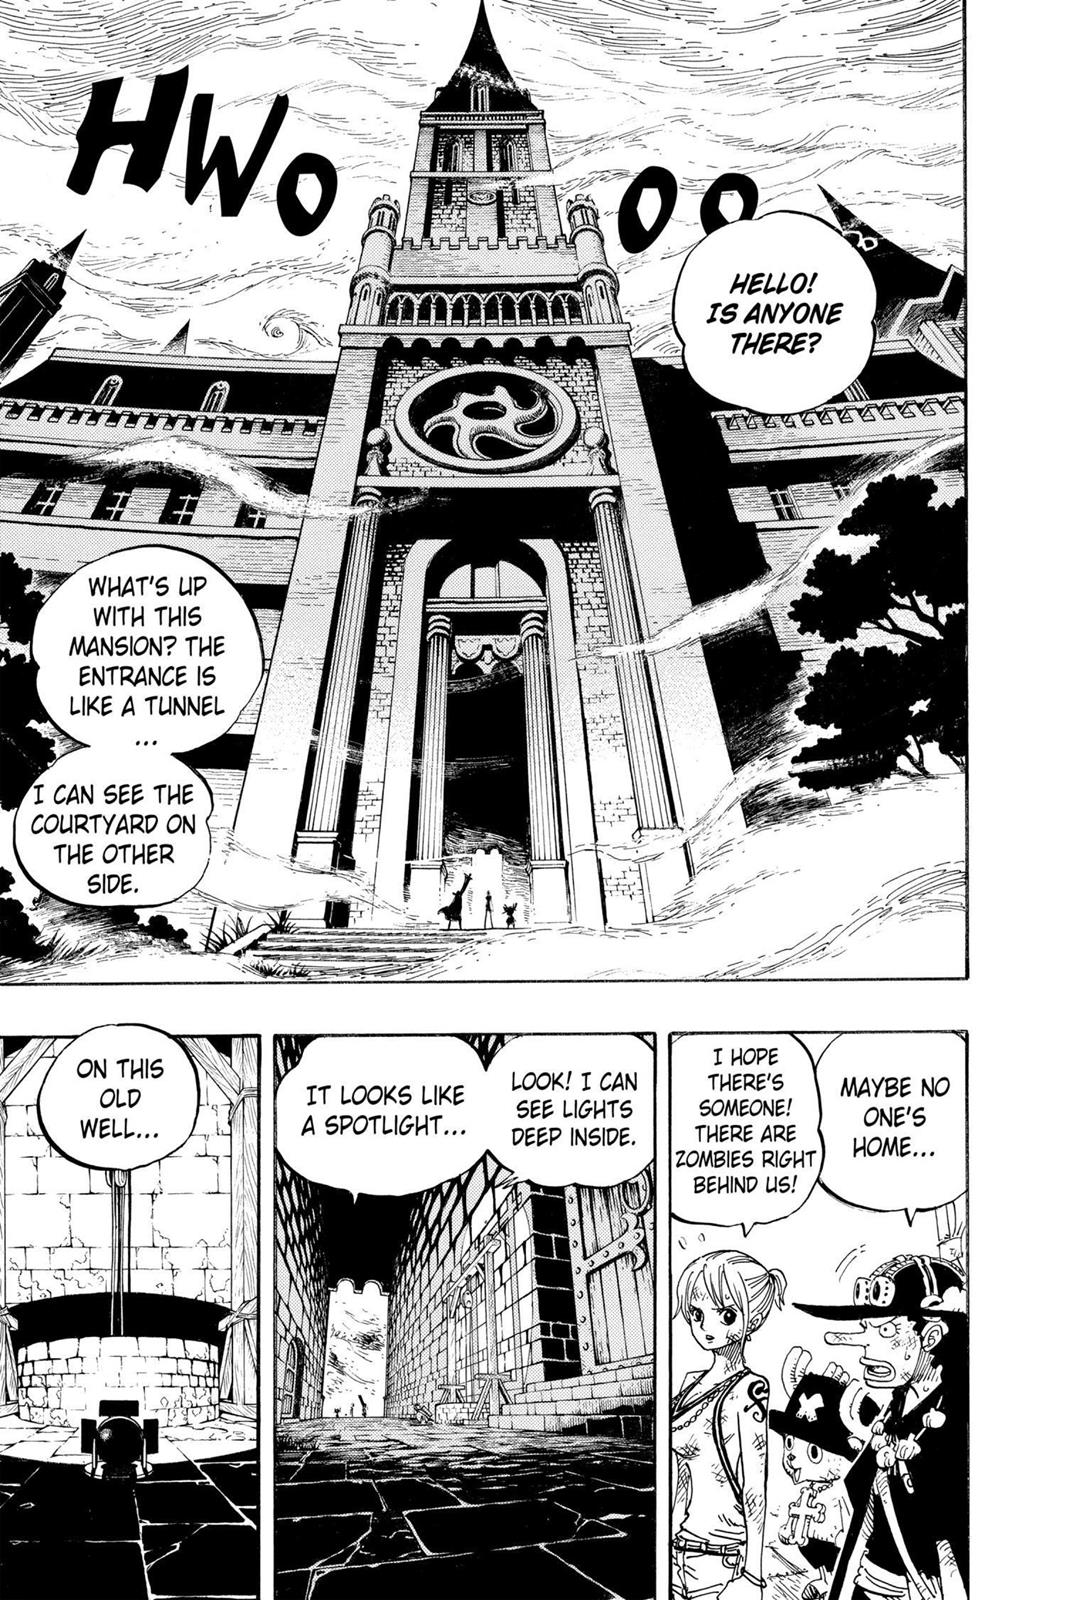 HWOOO
HELLO!
IS ANYONE
THERE?
WHAT'S UP
WITH THIS
MANSION? THE
ENTRANCE IS
LIKE A TUNNEL
...
I CAN SEE THE
COURTYARD ON
THE OTHER
SIDE.
MAYBE NO
ONE'S
HOME...
I HOPE
THERE'S
SOMEONE!
THERE ARE
ZOMBIES RIGHT
BEHIND US!
LOOK! I CAN
SEE LIGHTS
DEEP INSIDE.
IT LOOKS LIKE
A SPOTLIGHT...
ON THIS
OLD
WELL...